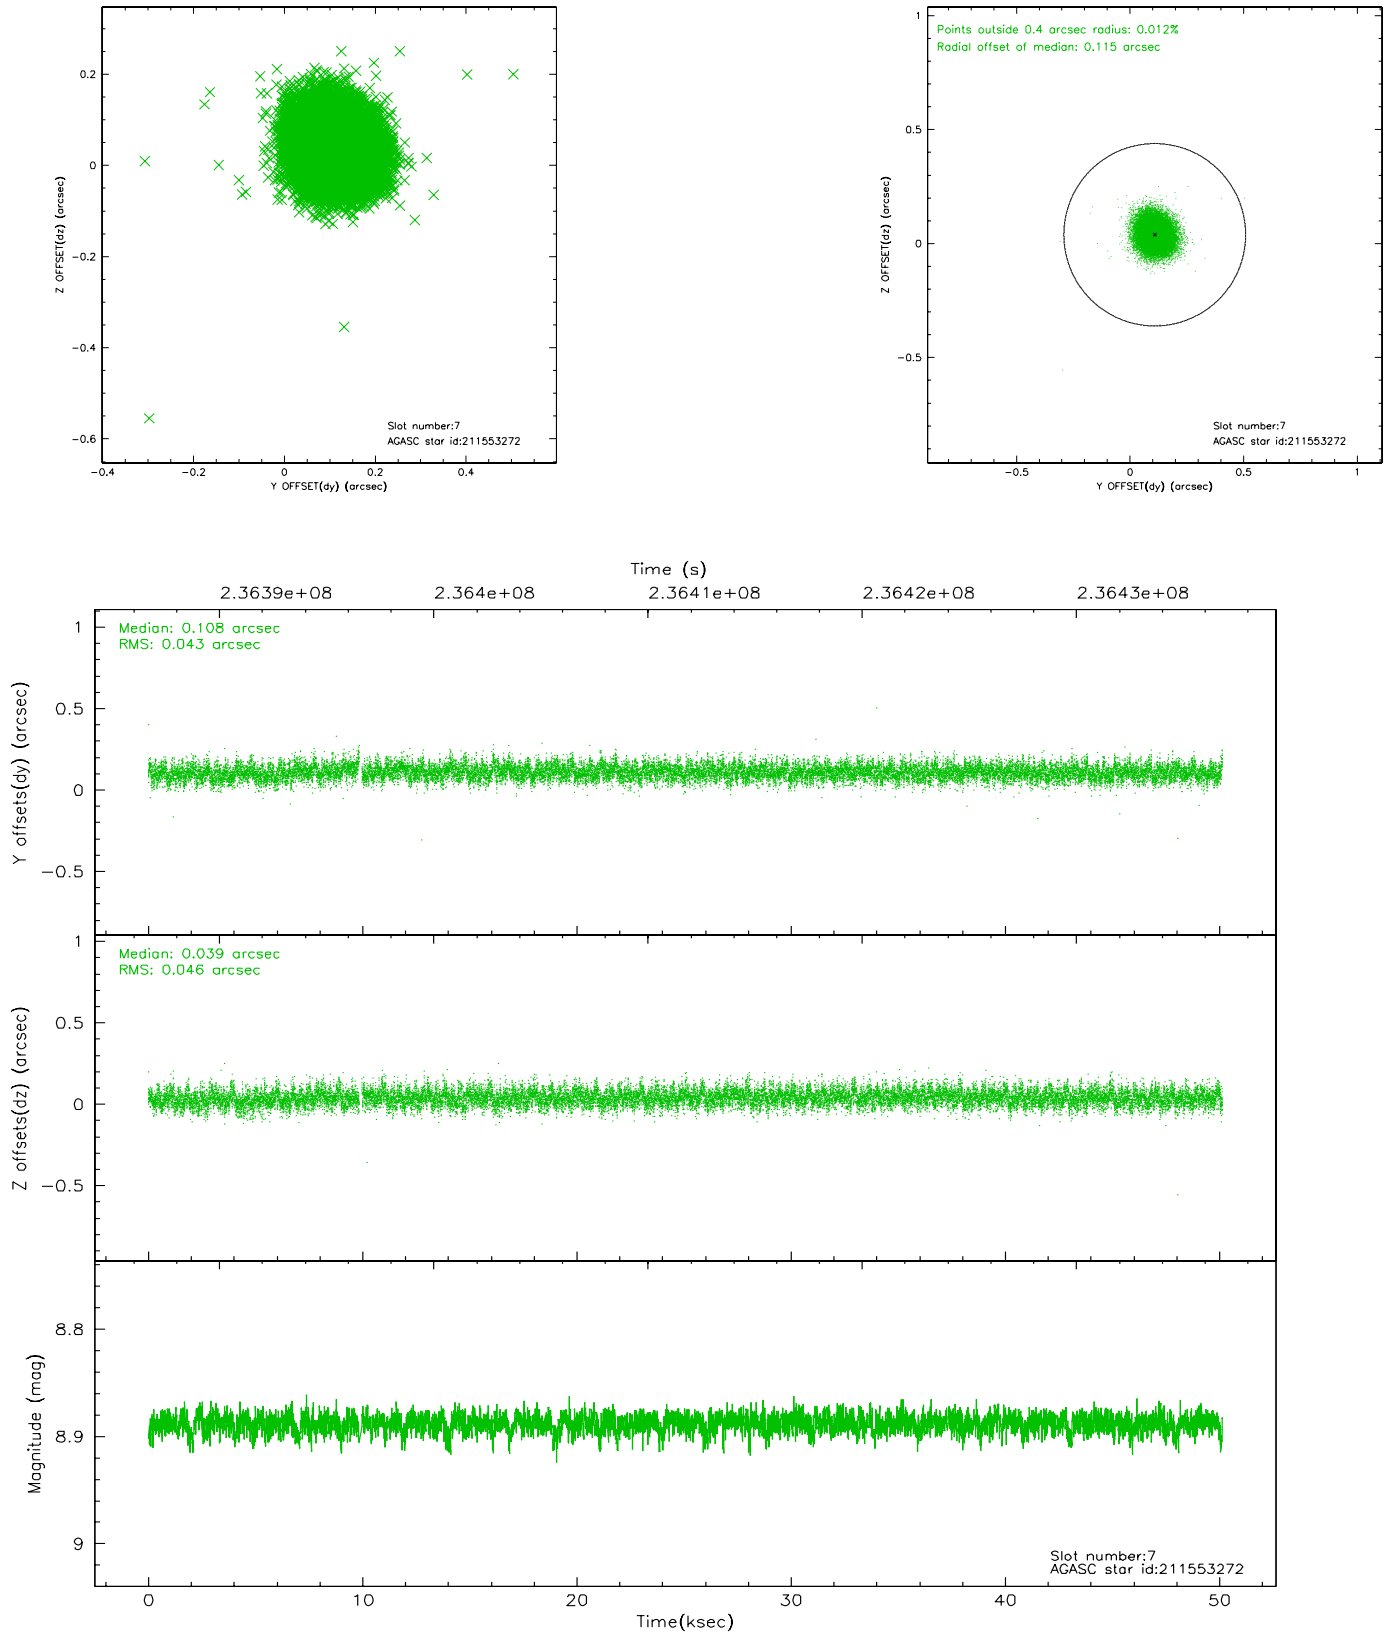 0.2
0
−0.2
−0.4
−0.6
Z OFFSET(dz) (arcsec)
Slot number:7
AGASC star id:211553272
−0.4
−0.2
0
0.2
0.4
Y OFFSET(dy) (arcsec)
Points outside 0.4 arcsec radius: 0.012%
Radial offset of median: 0.115 arcsec
1
0.5
0
−0.5
Z OFFSET(dz) (arcsec)
Slot number:7
AGASC star id:211553272
−0.5
0
0.5
1
Y OFFSET(dy) (arcsec)
Time (s)
2.3639e+08
2.364e+08
2.3641e+08
2.3642e+08
2.3643e+08
Median: 0.108 arcsec
RMS: 0.043 arcsec
1
0.5
0
−0.5
Y offsets(dy) (arcsec)
Median: 0.039 arcsec
RMS: 0.046 arcsec
1
0.5
0
−0.5
Z offsets(dz) (arcsec)
8.8
8.9
9
Magnitude (mag)
Slot number:7
AGASC star id:211553272
0
10
20
30
40
50
Time(ksec)